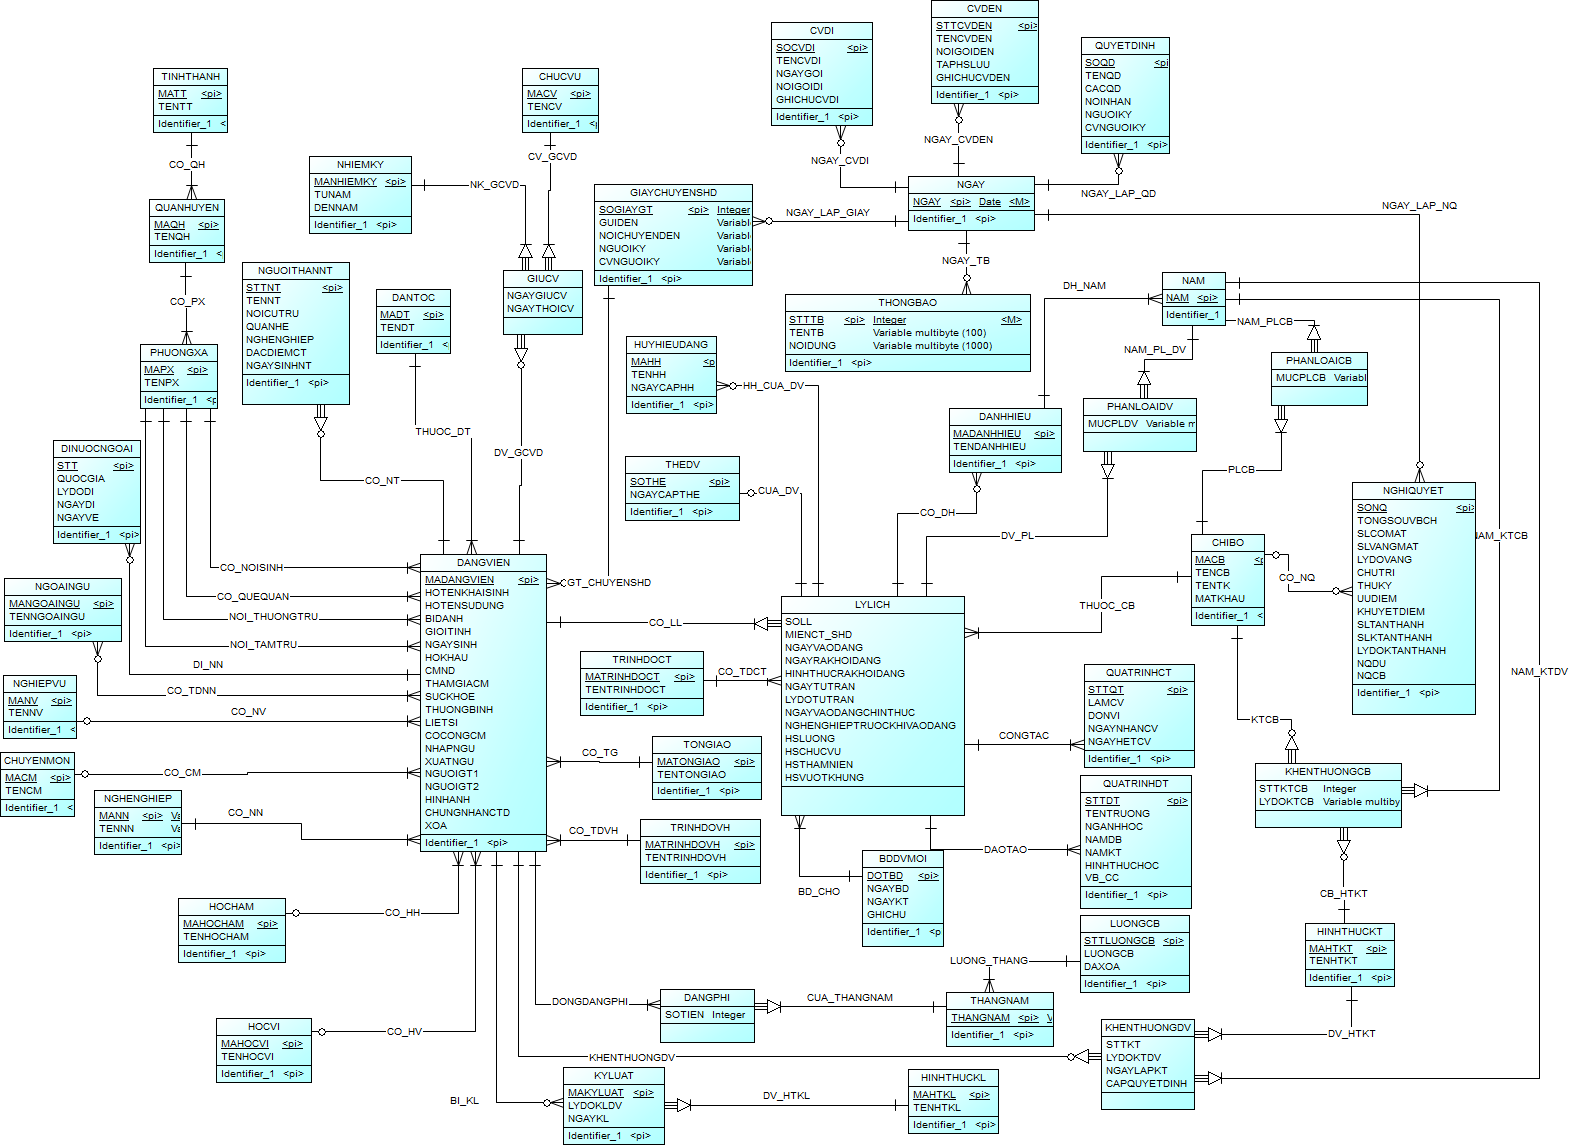 CVDEN
STTCVDEN <pi>
TENCVDEN
NOIGOIDEN
TAPHSLUU
GHICHUCVDEN
Identifier_1 <pi>
CVDI
SOCVDI <pi>
TENCVDI
NGAYGOI
NOIGOIDI
GHICHUCVDI
Identifier_1 <pi>
QUYETDINH
SOQD <pi
TENQD
CACQD
NOINHAN
NGUOIKY
CVNGUOIKY
Identifier_1 <pi>
TINHTHANH
MATT <pi>
TENTT
Identifier_1 <
CHUCVU
MACV <pi>
TENCV
Identifier_1 <p
CO_QH
CV_GCVD
NGAY_CVDI
NGAY_CVDEN
NGAY_LAP_QD
NHIEMKY
MANHIEMKY <pi>
TUNAM
DENNAM
Identifier_1 <pi>
NK_GCVD
GIAYCHUYENSHD
SOGIAYGT <pi> Integer
GUIDEN Variabl
NOICHUYENDEN Variabl
NGUOIKY Variabl
CVNGUOIKY Variabl
Identifier_1 <pi>
NGAY_LAP_GIAY
NGAY
NGAY <pi> Date <M>
Identifier_1 <pi>
NGAY_LAP_NQ
QUANHUYEN
MAQH <pi>
TENQH
Identifier_1 <
CO_PX
NGAY_TB
NGUOITHANNT
STTNT <pi>
TENNT
NOICUTRU
QUANHE
NGHENGHIEP
DACDIEMCT
NGAYSINHNT
Identifier_1 <pi>
DANTOC
MADT <pi>
TENDT
Identifier_1 <
GIUCV
NGAYGIUCV
NGAYTHOICV
THONGBAO
STTTB <pi> Integer <M>
TENTB Variable multibyte (100)
NOIDUNG Variable multibyte (1000)
Identifier_1 <pi>
DH_NAM
NAM
NAM <pi>
Identifier_1
NAM_PLCB
NAM_PL_DV
PHANLOAICB
MUCPLCB Variabl
PHUONGXA
MAPX <pi>
TENPX
Identifier_1 <p
HUYHIEUDANG
MAHH <p
TENHH
NGAYCAPHH
Identifier_1 <pi>
HH_CUA_DV
DANHHIEU
MADANHHIEU <pi>
TENDANHHIEU
Identifier_1 <pi>
PHANLOAIDV
MUCPLDV Variable m
THUOC_DT
DV_GCVD
DINUOCNGOAI
STT <pi>
QUOCGIA
LYDODI
NGAYDI
NGAYVE
Identifier_1 <pi>
CO_NT
THEDV
SOTHE <pi>
NGAYCAPTHE
Identifier_1 <pi>
CUA_DV
CO_DH
DV_PL
PLCB
NGHIQUYET
SONQ <pi>
TONGSOUVBCH
SLCOMAT
SLVANGMAT
LYDOVANG
CHUTRI
THUKY
UUDIEM
KHUYETDIEM
SLTANTHANH
SLKTANTHANH
LYDOKTANTHANH
NQDU
NQCB
Identifier_1 <pi>
NAM_KTCB
CHIBO
MACB <p
TENCB
TENTK
MATKHAU
Identifier_1 <
CO_NQ
THUOC_CB
DANGVIEN
MADANGVIEN <pi>
HOTENKHAISINH
HOTENSUDUNG
BIDANH
GIOITINH
NGAYSINH
HOKHAU
CMND
THAMGIACM
SUCKHOE
THUONGBINH
LIETSI
COCONGCM
NHAPNGU
XUATNGU
NGUOIGT1
NGUOIGT2
HINHANH
CHUNGNHANCTD
XOA
Identifier_1 <pi>
GT_CHUYENSHD
CO_NOISINH
CO_QUEQUAN
NOI_THUONGTRU
NOI_TAMTRU
DI_NN
CO_TDNN
CO_NV
CO_CM
CO_NN
NGOAINGU
MANGOAINGU <pi>
TENNGOAINGU
Identifier_1 <pi>
NGHIEPVU
MANV <pi>
TENNV
Identifier_1 <
CHUYENMON
MACM <pi>
TENCM
Identifier_1 <
NGHENGHIEP
MANN <pi> Va
TENNN Va
Identifier_1 <pi>
CO_LL
LYLICH
SOLL
MIENCT_SHD
NGAYVAODANG
NGAYRAKHOIDANG
HINHTHUCRAKHOIDANG
NGAYTUTRAN
LYDOTUTRAN
NGAYVAODANGCHINTHUC
NGHENGHIEPTRUOCKHIVAODANG
HSLUONG
HSCHUCVU
HSTHAMNIEN
HSVUOTKHUNG
TRINHDOCT
MATRINHDOCT <pi>
TENTRINHDOCT
Identifier_1 <pi>
CO_TDCT
QUATRINHCT
STTQT <pi>
LAMCV
DONVI
NGAYNHANCV
NGAYHETCV
Identifier_1 <pi>
CONGTAC
NAM_KTDV
KTCB
TONGIAO
MATONGIAO <pi>
TENTONGIAO
Identifier_1 <pi>
CO_TG
KHENTHUONGCB
STTKTCB Integer
LYDOKTCB Variable multiby
QUATRINHDT
STTDT <pi>
TENTRUONG
NGANHHOC
NAMDB
NAMKT
HINHTHUCHOC
VB_CC
Identifier_1 <pi>
DAOTAO
TRINHDOVH
MATRINHDOVH <pi>
TENTRINHDOVH
Identifier_1 <pi>
CO_TDVH
BDDVMOI
DOTBD <pi>
NGAYBD
NGAYKT
GHICHU
Identifier_1 <p
BD_CHO
CB_HTKT
HOCHAM
MAHOCHAM <pi>
TENHOCHAM
Identifier_1 <pi>
CO_HH
LUONGCB
STTLUONGCB <pi>
LUONGCB
DAXOA
Identifier_1 <pi>
LUONG_THANG
HINHTHUCKT
MAHTKT <pi>
TENHTKT
Identifier_1 <pi>
DONGDANGPHI
DANGPHI
SOTIEN Integer
CUA_THANGNAM
THANGNAM
THANGNAM <pi> V
Identifier_1 <pi>
HOCVI
MAHOCVI <pi>
TENHOCVI
Identifier_1 <pi>
CO_HV
KHENTHUONGDV
KHENTHUONGDV
STTKT
LYDOKTDV
NGAYLAPKT
CAPQUYETDINH
DV_HTKT
KYLUAT
MAKYLUAT <pi>
LYDOKLDV
NGAYKL
Identifier_1 <pi>
BI_KL
DV_HTKL
HINHTHUCKL
MAHTKL <pi>
TENHTKL
Identifier_1 <pi>